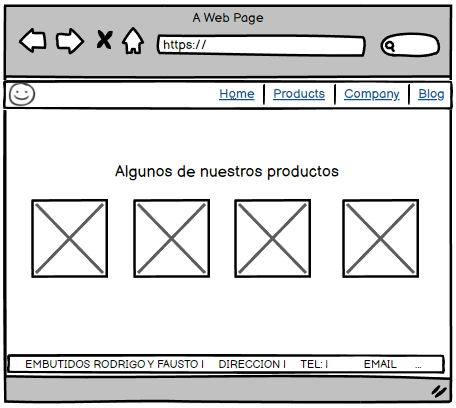 A Web Page
https://
Home | Products | Company | Blog
Algunos de nuestros productos
EMBUTIDOS RODRIGO Y FAUSTO | DIRECCION | TEL: | EMAIL ...